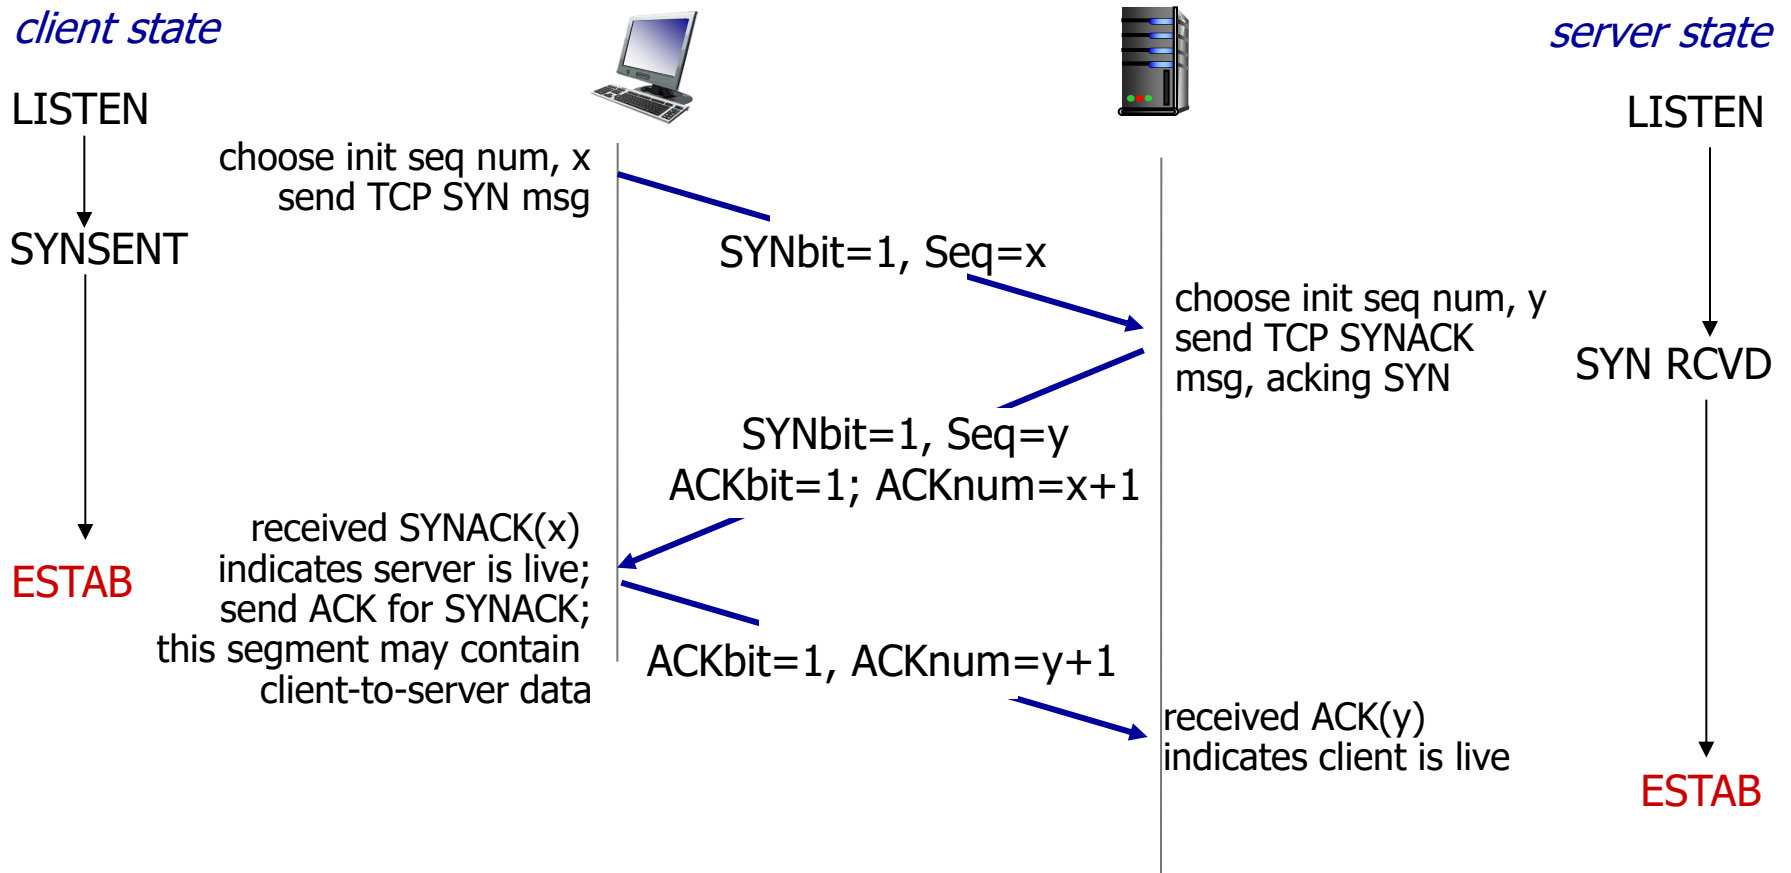 client state
server state
LISTEN
LISTEN
choose init seq num, x
send TCP SYN msg
SYNSENT
SYNbit=1, Seq=x
choose init seq num, y
send TCP SYNACK
msg, acking SYN
SYN RCVD
SYNbit=1, Seq=y
ACKbit=1; ACKnum=x+1
received SYNACK(x)
indicates server is live;
send ACK for SYNACK;
this segment may contain
client-to-server data
ESTAB
ACKbit=1, ACKnum=y+1
received ACK(y)
indicates client is live
ESTAB